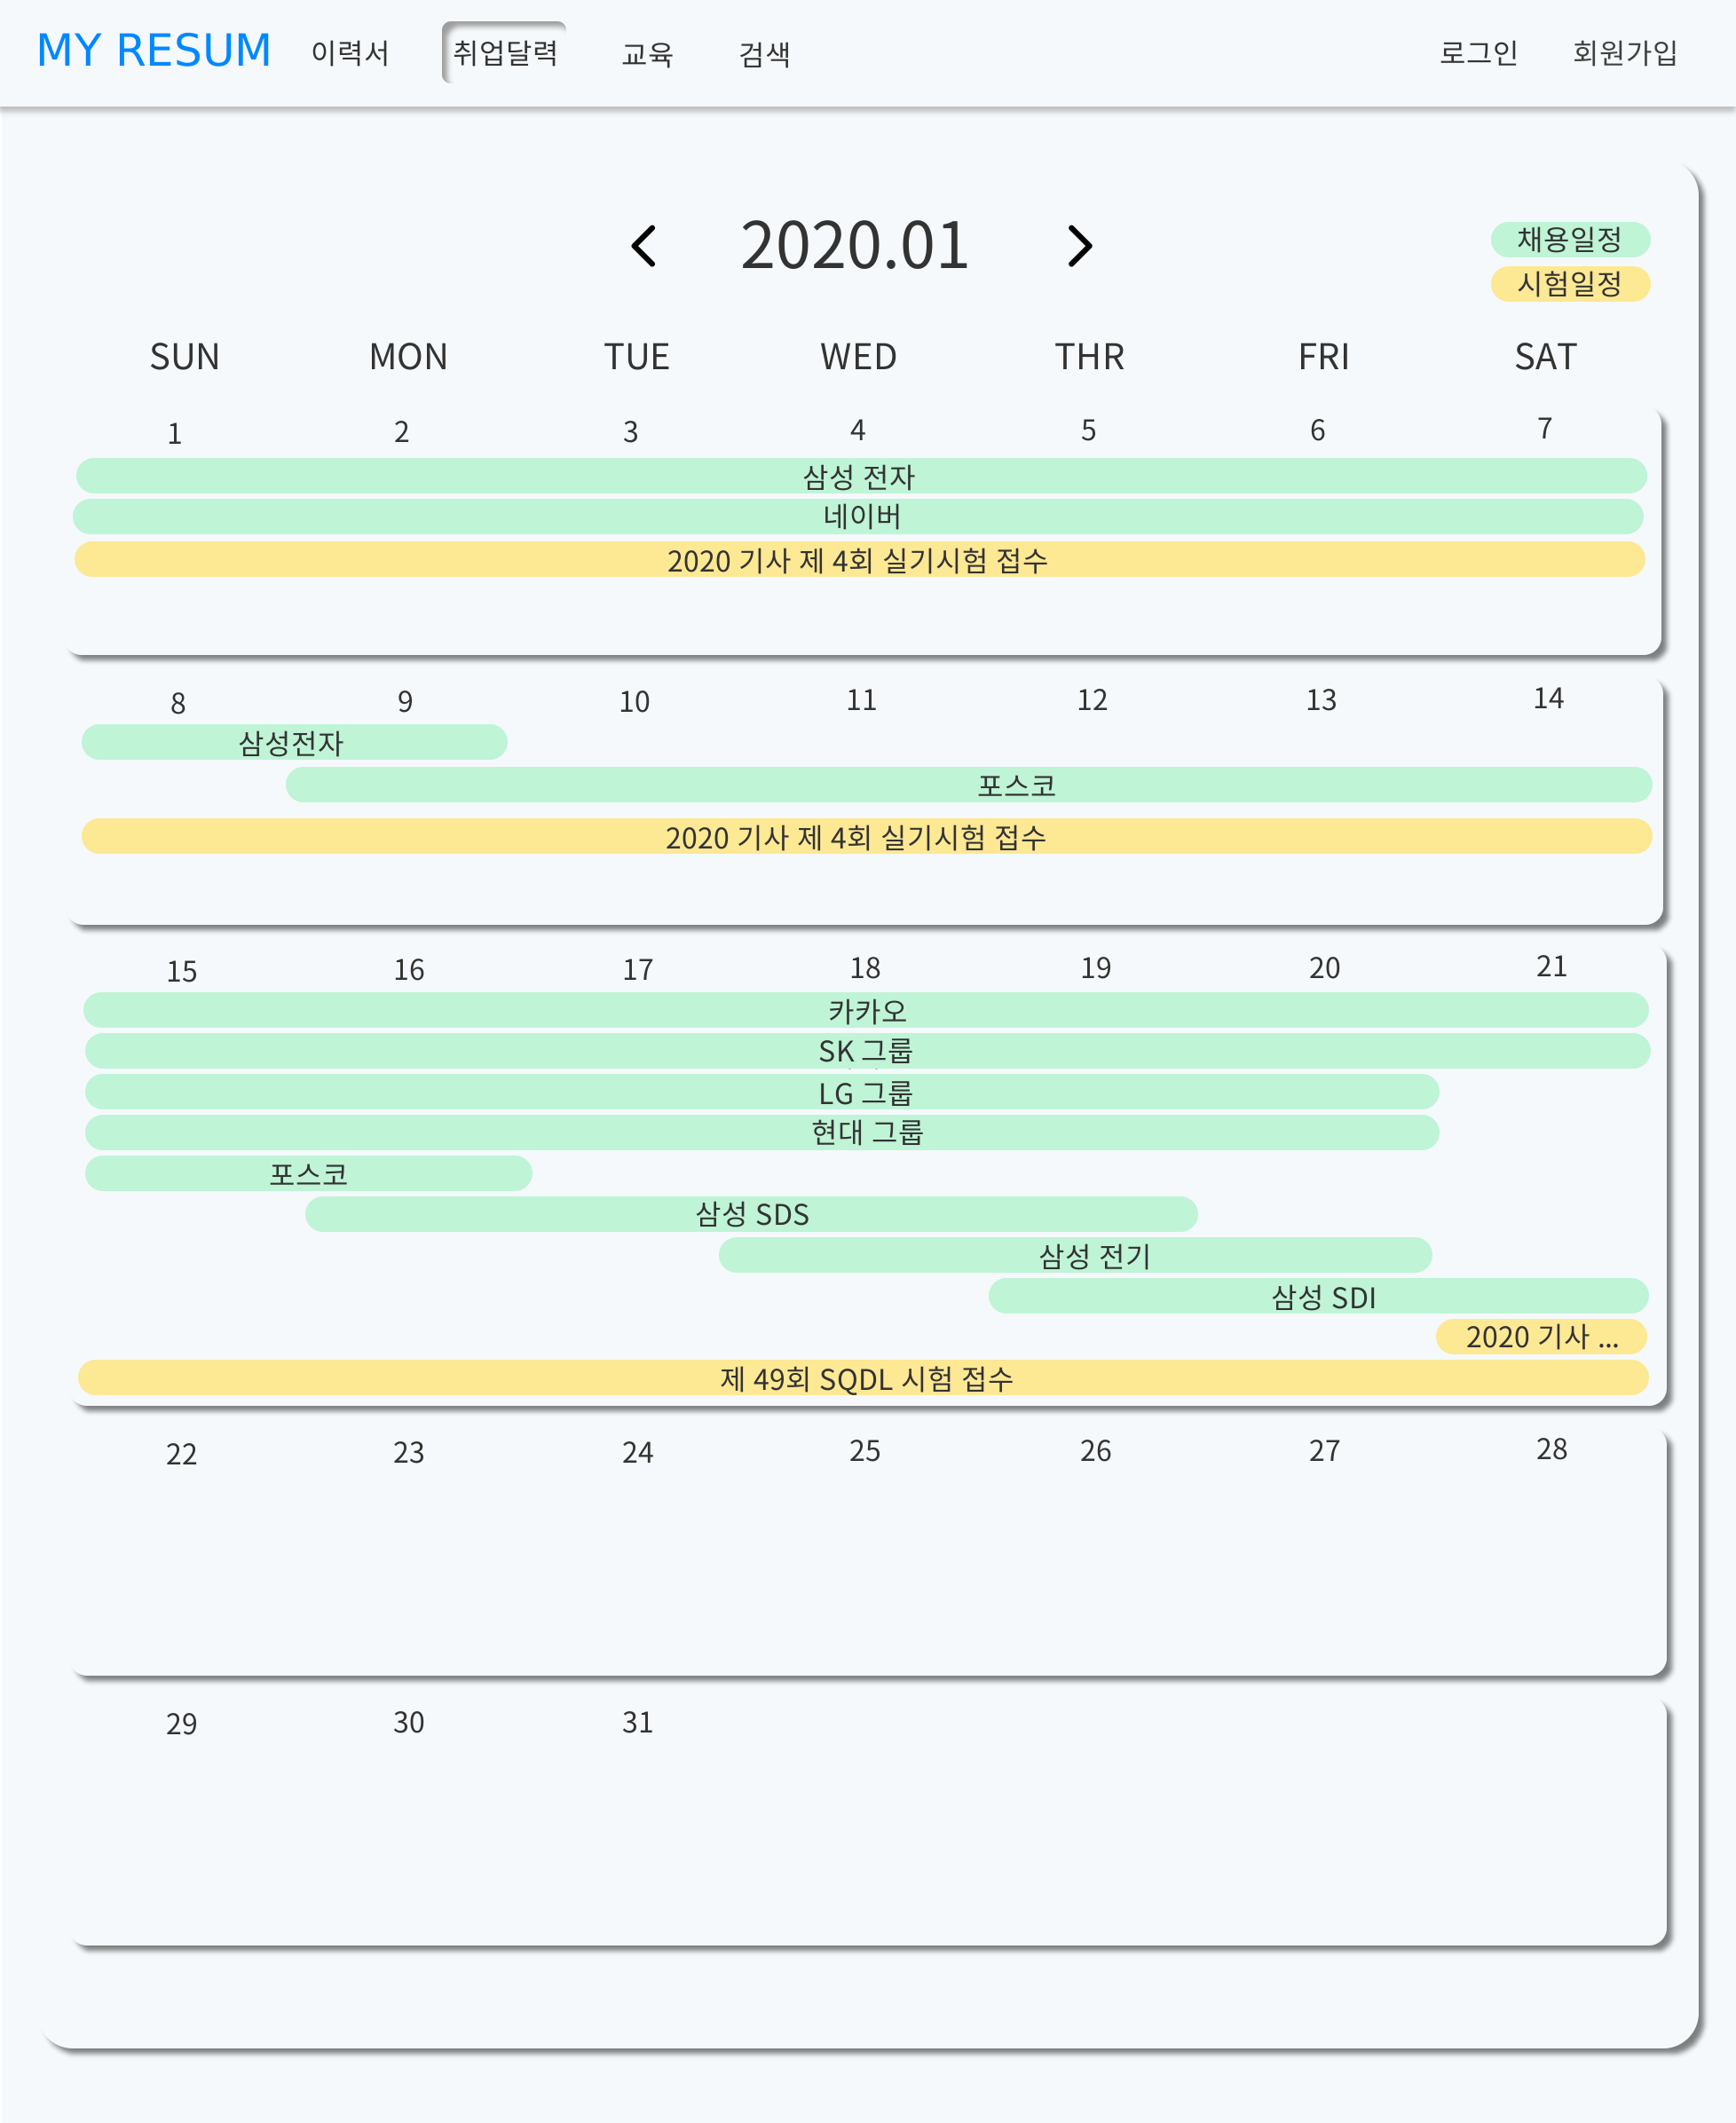 MY RESUM 이력서 취업달력 교육 검색 로그인 회원가입
2020.01
채용일정
시험일정
SUN MON TUE WED THR FRI SAT
1 2 3 4 5 6 7
삼성 전자
네이버
2020 기사 제 4회 실기시험 접수
8 9 10 11 12 13 14
삼성전자
포스코
2020 기사 제 4회 실기시험 접수
15 16 17 18 19 20 21
카카오
SK 그룹
LG 그룹
현대 그룹
포스코
삼성 SDS
삼성 전기
삼성 SDI
2020 기사 ...
제 49회 SQDL 시험 접수
22 23 24 25 26 27 28
29 30 31